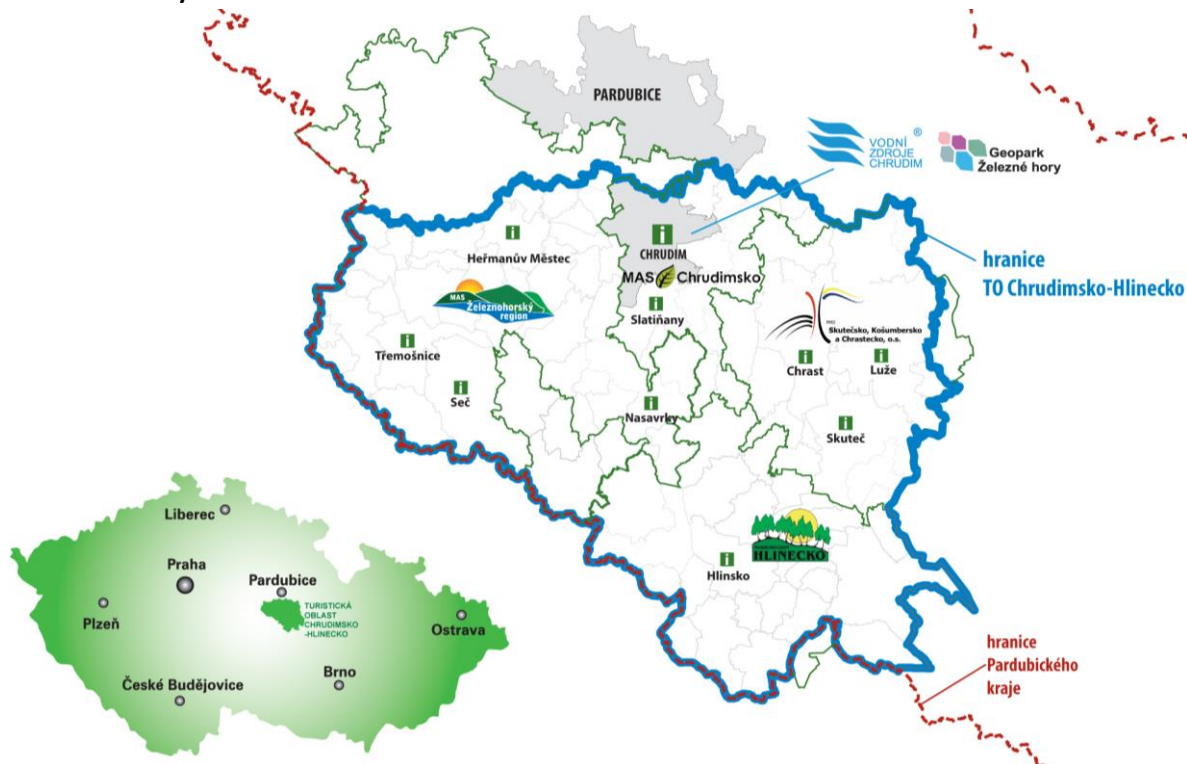 PARDUBICE
VODNÍ
ZDROJE
CHRUDIM
®
Geopark
Železné hory
hranice
TO Chrudimsko-Hlinecko
Heřmanův Městec
CHRUDIM
MAS Chrudimsko
MAS
Železnohorský
region
Slatiňany
MAS
Skutečsko, Košumbersko
a Chrastecko, o.s.
Třemošnice
Chrast
Luže
Seč
Nasavrky
Skuteč
HLINECKO
Hlinsko
hranice
Pardubického
kraje
Liberec
Praha
Pardubice
TURISTICKÁ
OBLAST
CHRUDIMSKO
-HLINECKO
Plzeň
Ostrava
Brno
České Budějovice